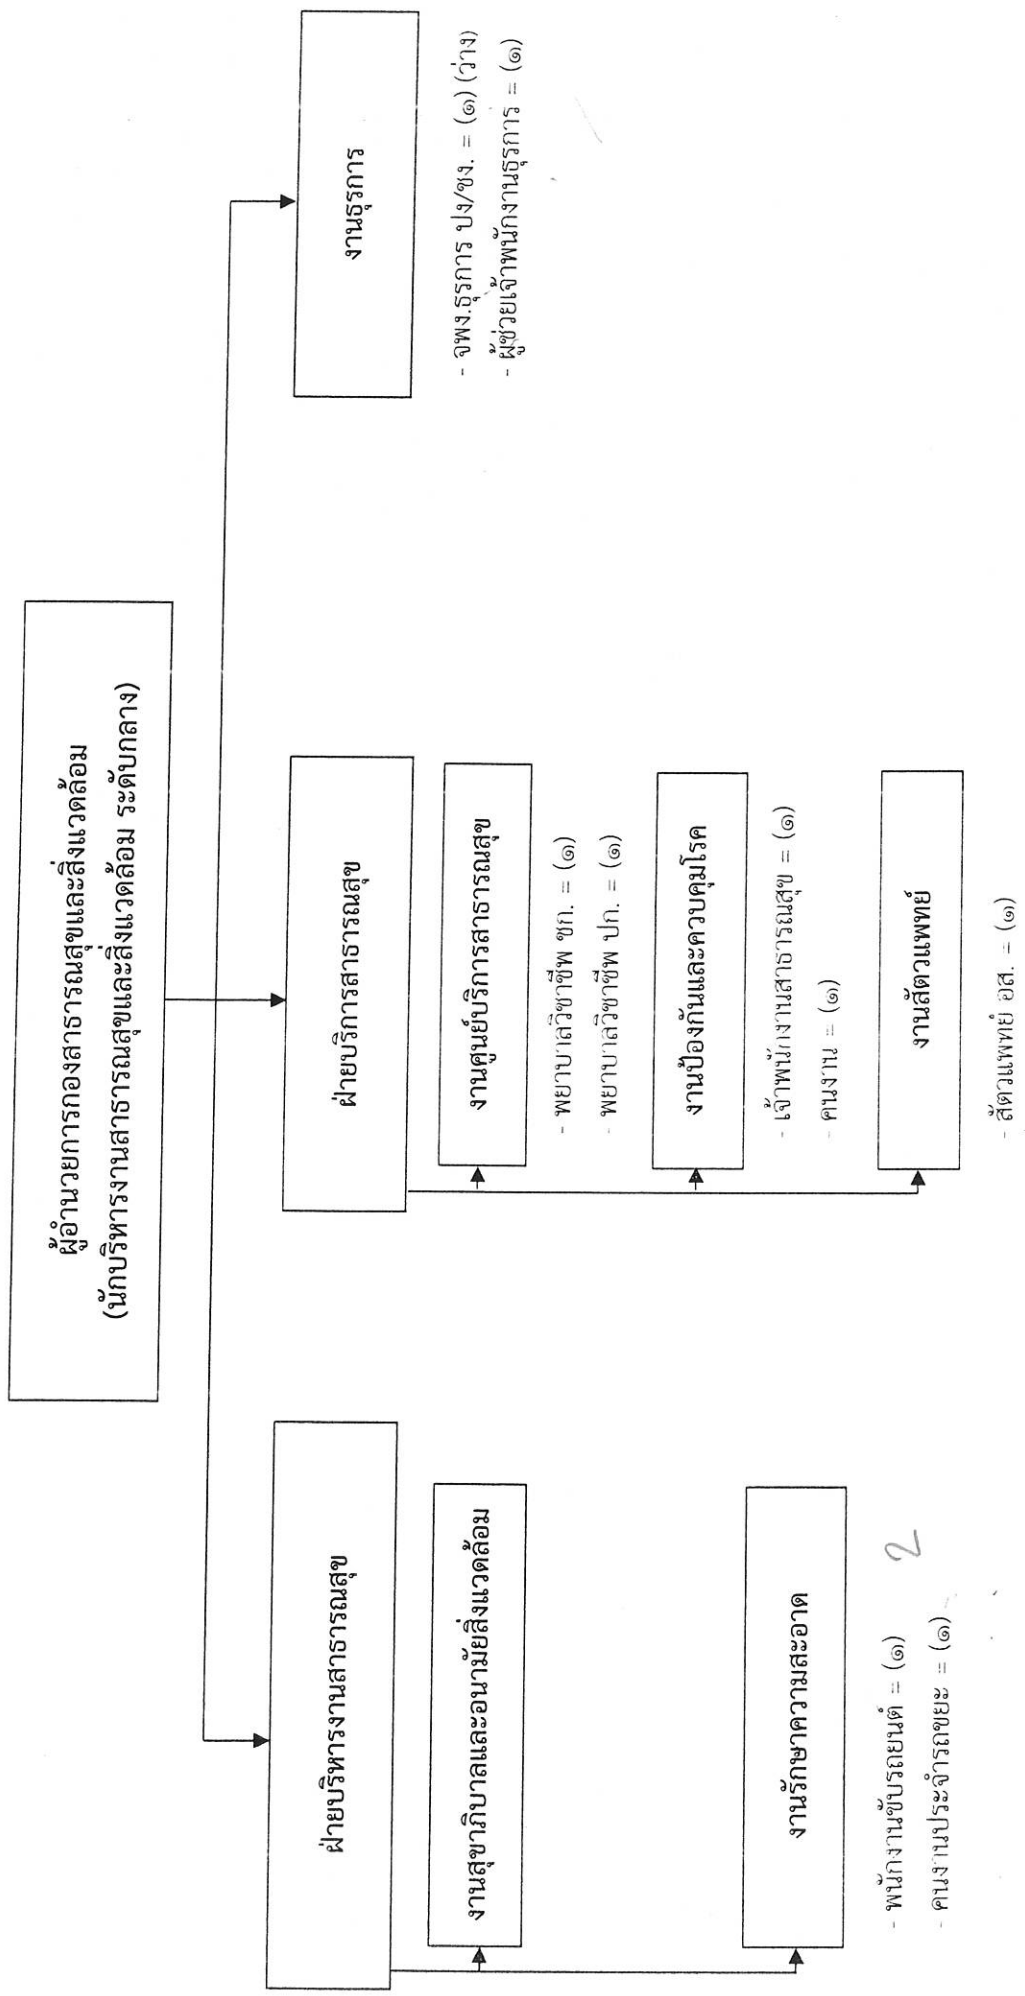 ผู้อำนวยการกองสาธารณสุขและสิ่งแวดล้อม
(นักบริหารงานสาธารณสุขและสิ่งแวดล้อม ระดับกลาง)
ฝ่ายบริหารงานสาธารณสุข
งานสุขาภิบาลและอนามัยสิ่งแวดล้อม
งานรักษาความสะอาด
- พนักงานขับรถยนต์ = (๑)
2
- คนงานประจำรถขยะ = (๑)
ฝ่ายบริการสาธารณสุข
งานศูนย์บริการสาธารณสุข
- พยาบาลวิชาชีพ ชก. = (๑)
- พยาบาลวิชาชีพ ปก. = (๑)
งานป้องกันและควบคุมโรค
- เจ้าพนักงานสาธารณสุข = (๑)
- คนงาน = (๑)
งานสัตวแพทย์
- สัตวแพทย์ อส. = (๑)
งานธุรการ
- จพง.ธุรการ ปง/ชง. = (๑) (ว่าง)
- ผู้ช่วยเจ้าพนักงานธุรการ = (๑)